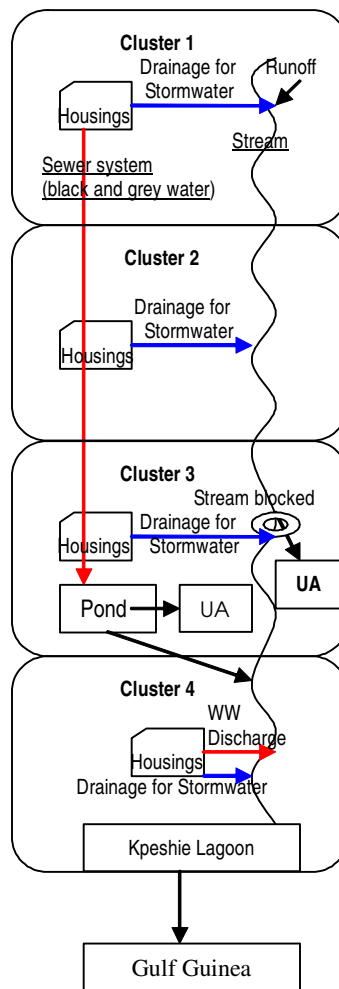 Cluster 1
Drainage for
Stormwater
Runoff
Housings
Stream
Sewer system
(black and grey water)
Cluster 2
Drainage for
Stormwater
Housings
Cluster 3
Stream blocked
Drainage for
Stormwater
Housings
UA
Pond
UA
Cluster 4
WW
Discharge
Housings
Drainage for Stormwater
Kpeshie Lagoon
Gulf Guinea